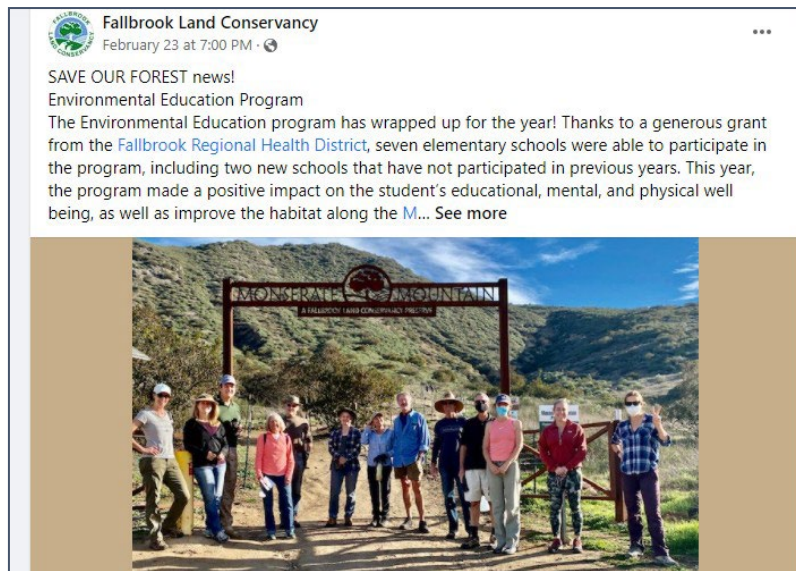 FALLBROOK
LAND CONSERVANCY
Fallbrook Land Conservancy
February 23 at 7:00 PM ·
SAVE OUR FOREST news!
Environmental Education Program
The Environmental Education program has wrapped up for the year! Thanks to a generous grant
from the Fallbrook Regional Health District, seven elementary schools were able to participate in
the program, including two new schools that have not participated in previous years. This year,
the program made a positive impact on the student's educational, mental, and physical well
being, as well as improve the habitat along the M... See more
MONSERATE MOUNTAIN
A FALLBROOK LAND CONSERVANCY PRESERVE